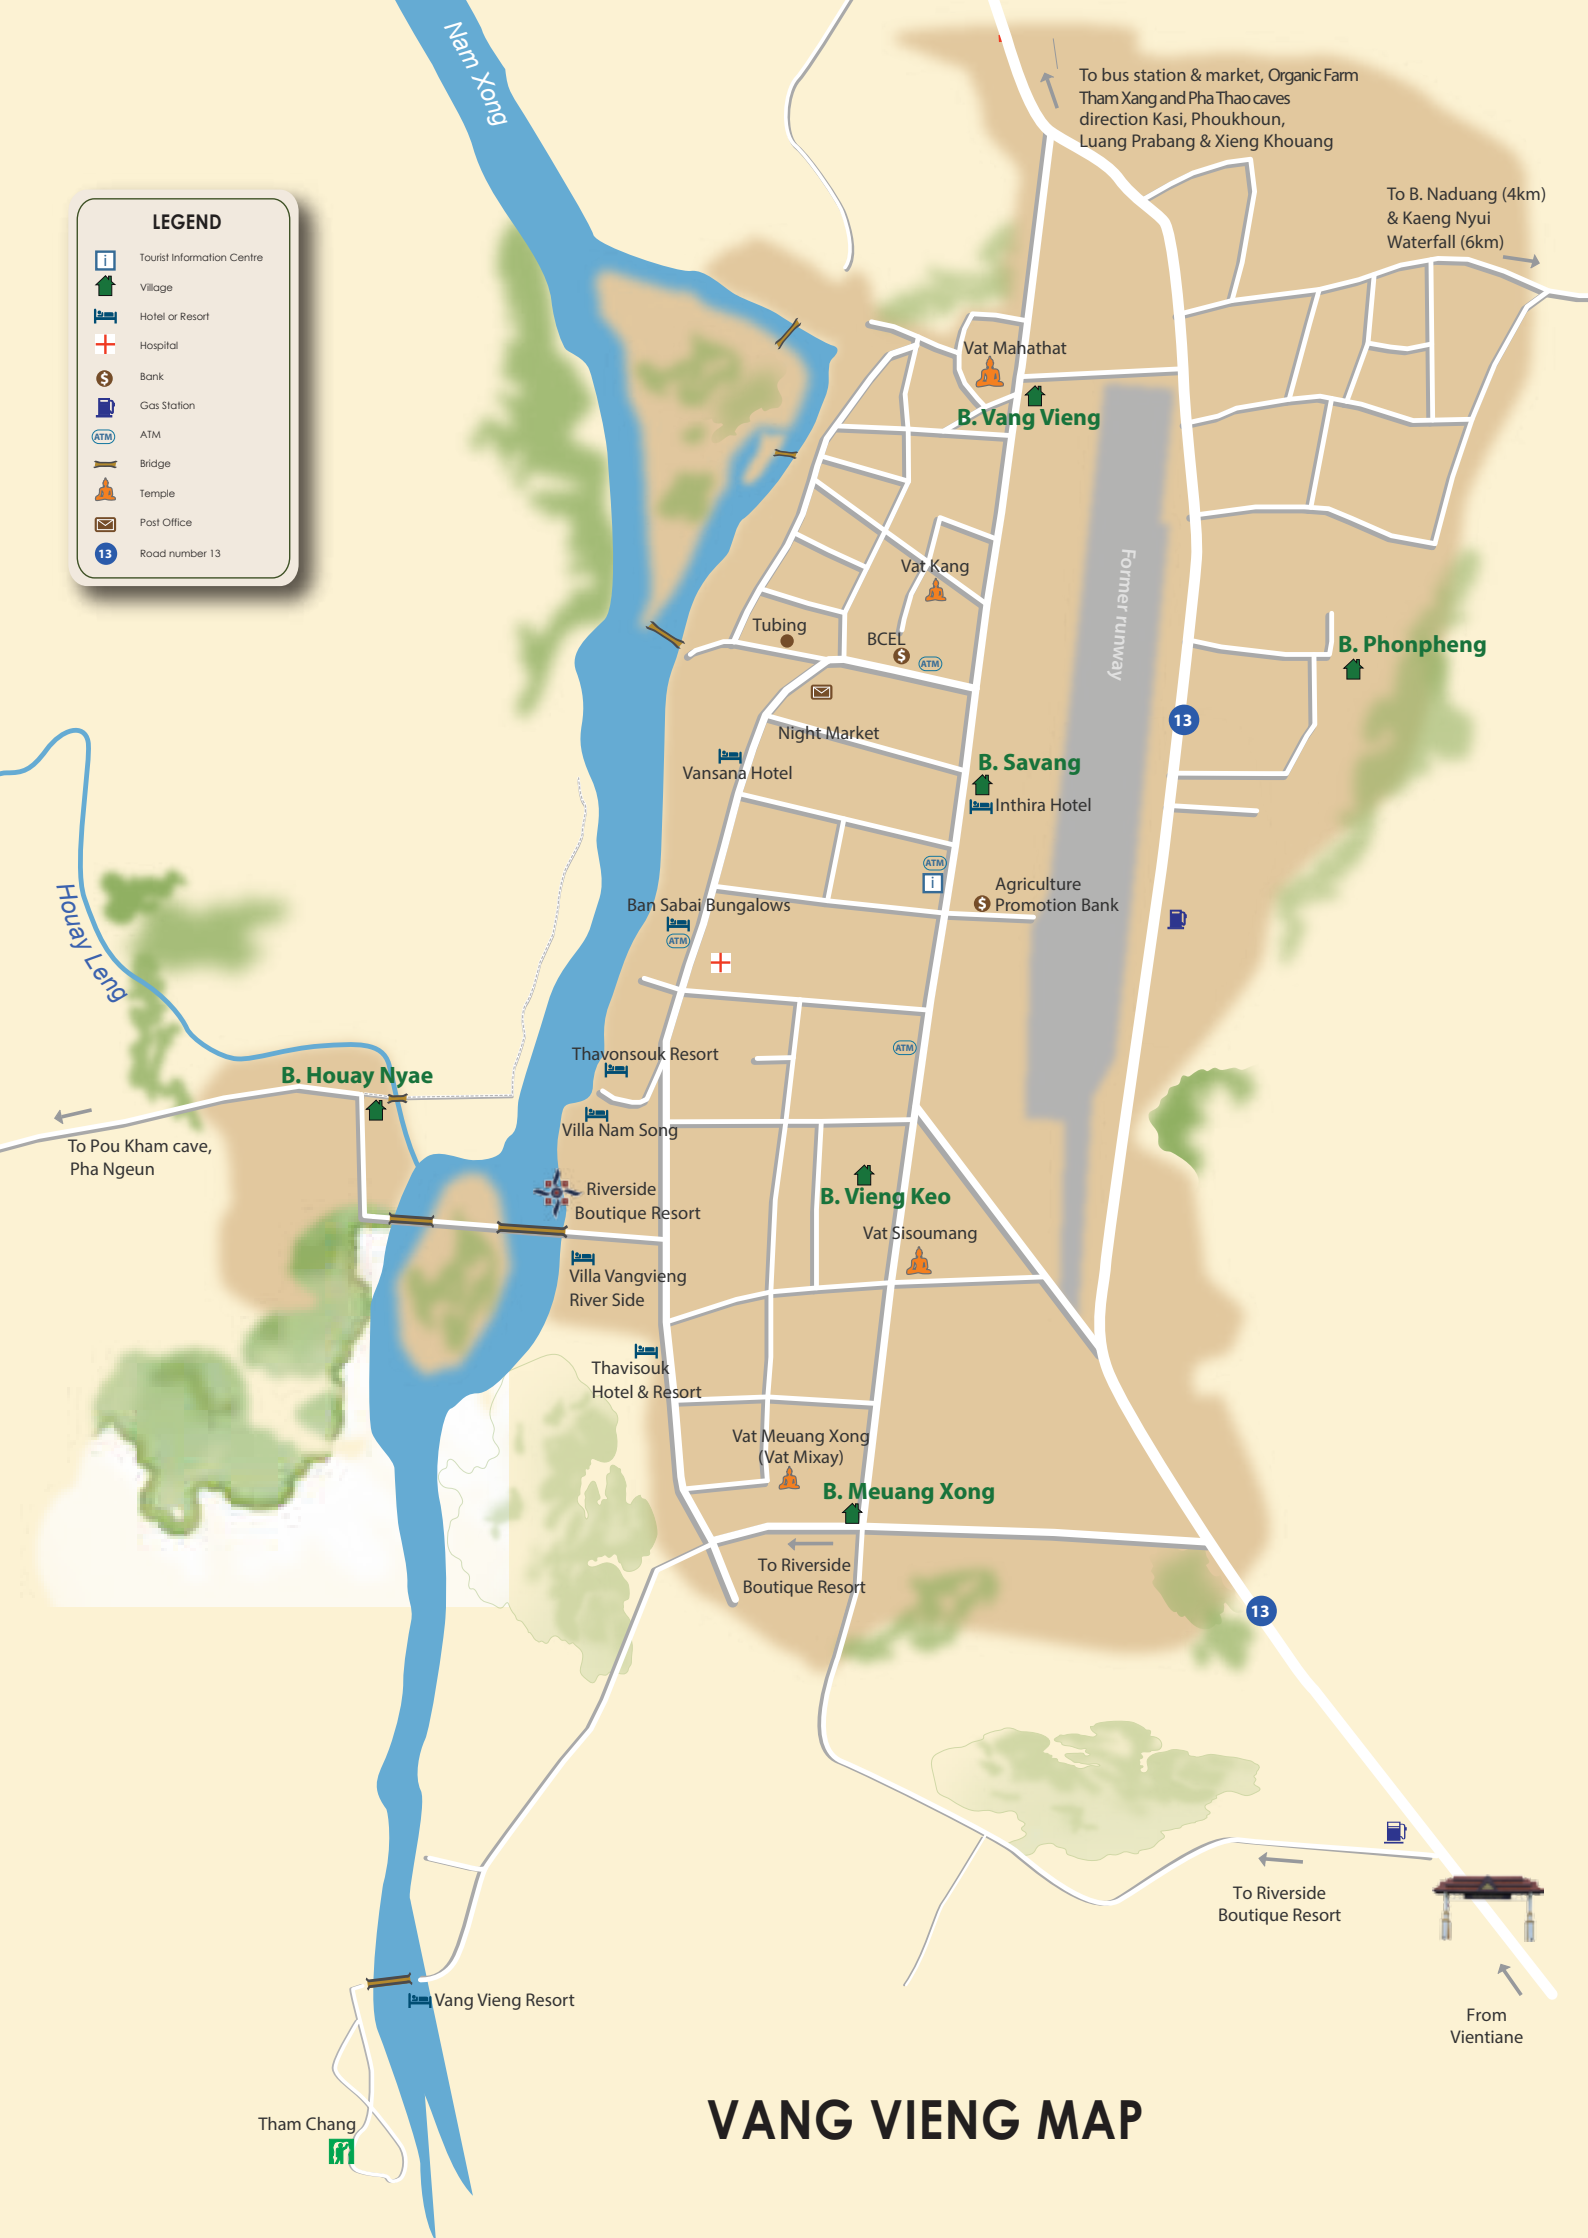 Nam Xong
To bus station & market, Organic Farm
Tham Xang and Pha Thao caves
direction Kasi, Phoukhoun,
Luang Prabang & Xieng Khouang
To B. Naduang (4km)
& Kaeng Nyui
Waterfall (6km)
LEGEND
i Tourist Information Centre
Village
Hotel or Resort
Hospital
$ Bank
Gas Station
ATM ATM
Bridge
Temple
Post Office
13 Road number 13
Vat Mahathat
B. Vang Vieng
Former runway
Vat Kang
Tubing
BCEL
$
ATM
B. Phonpheng
13
Night Market
Vansana Hotel
B. Savang
Inthira Hotel
ATM
i
$
Agriculture
Promotion Bank
Ban Sabai Bungalows
ATM
Houay Leng
ATM
Thavonsouk Resort
B. Houay Nyae
To Pou Kham cave,
Pha Ngeun
Villa Nam Song
Riverside
Boutique Resort
B. Vieng Keo
Vat Sisoumang
Villa Vangvieng
River Side
Thavisouk
Hotel & Resort
Vat Meuang Xong
(Vat Mixay)
B. Meuang Xong
To Riverside
Boutique Resort
13
To Riverside
Boutique Resort
From
Vientiane
Vang Vieng Resort
Tham Chang
VANG VIENG MAP